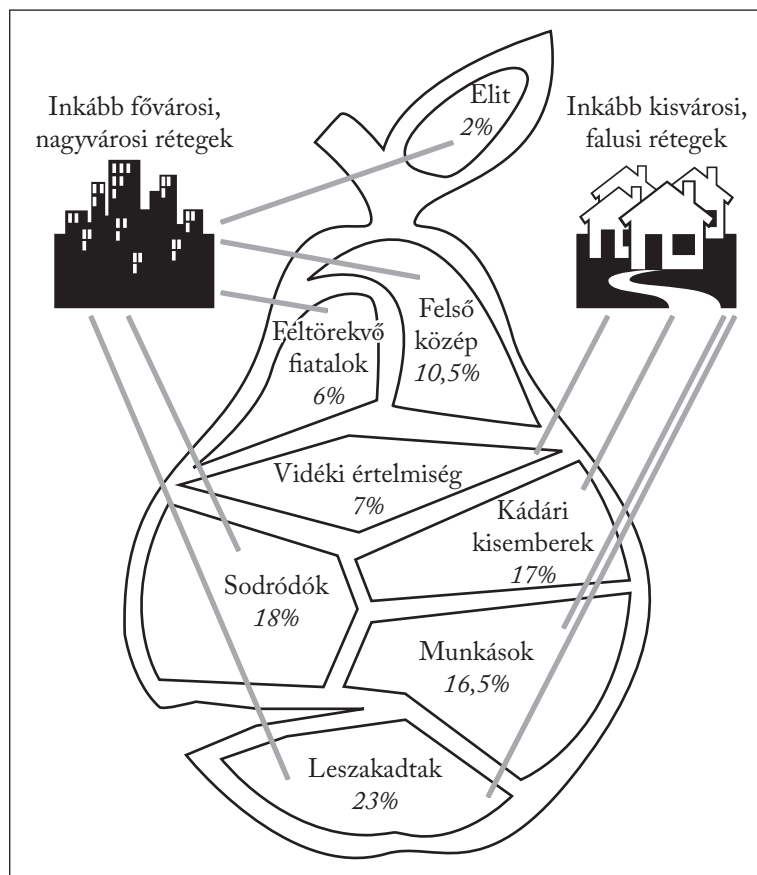 Inkább fővárosi,
nagyvárosi rétegek
Elit
2%
Inkább kisvárosi,
falusi rétegek
Féltörekvő
fiatalok
6%
Felső
közép
10,5%
Vidéki értelmiség
7%
Kádári
kisemberek
17%
Sodródók
18%
Munkások
16,5%
Leszakadtak
23%